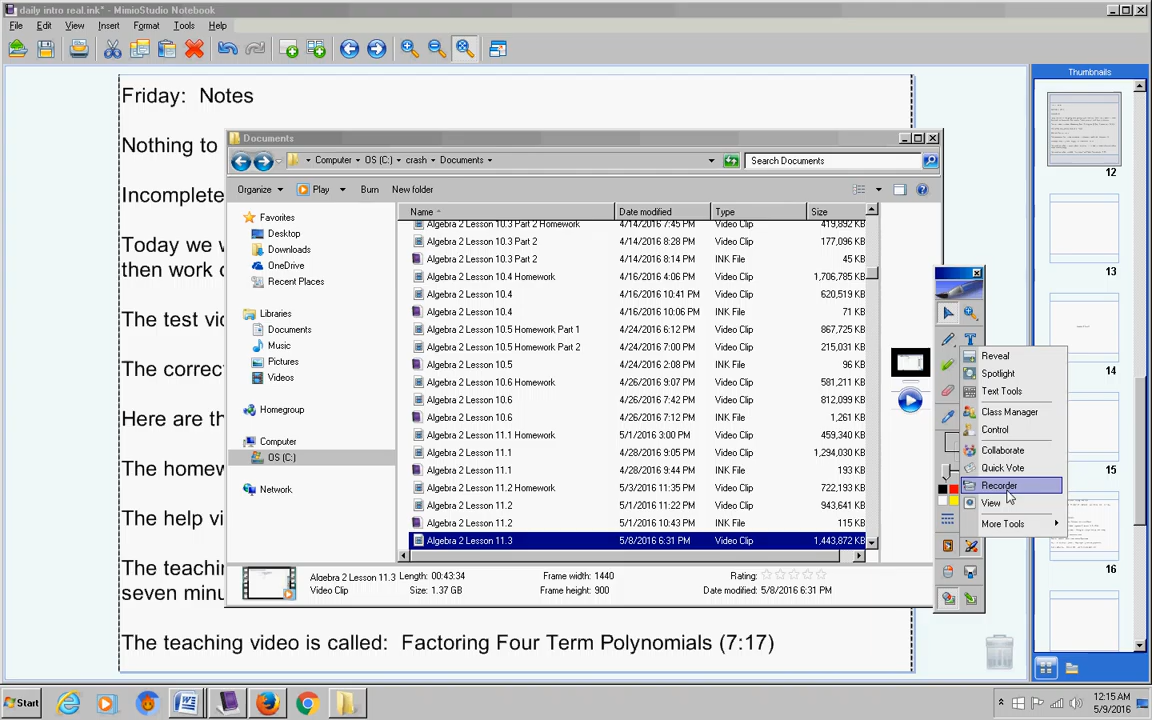 daily intro real.ink* - MimioStudio Notebook
File Edit View Insert Format Tools Help
Friday:  Notes
Nothing to
Incomplete
Today we w
then work o
The test vi
The correc
Here are th
The homew
The help vi
The teachin
seven minu
The teaching video is called:  Factoring Four Term Polynomials (7:17)
Documents
Computer OS (C:) crash Documents
Search Documents
Organize Play Burn New folder
Favorites
Desktop
Downloads
OneDrive
Recent Places
Libraries
Documents
Music
Pictures
Videos
Homegroup
Computer
OS (C:)
Network
Name Date modified Type Size
Algebra 2 Lesson 10.3 Part 2 Homework 4/14/2016 7:45 PM Video Clip 419,892 KB
Algebra 2 Lesson 10.3 Part 2 4/14/2016 8:28 PM Video Clip 177,096 KB
Algebra 2 Lesson 10.3 Part 2 4/14/2016 8:14 PM INK File 45 KB
Algebra 2 Lesson 10.4 Homework 4/16/2016 4:06 PM Video Clip 1,706,785 KB
Algebra 2 Lesson 10.4 4/16/2016 10:41 PM Video Clip 620,519 KB
Algebra 2 Lesson 10.4 4/16/2016 10:06 PM INK File 71 KB
Algebra 2 Lesson 10.5 Homework Part 1 4/24/2016 6:12 PM Video Clip 867,725 KB
Algebra 2 Lesson 10.5 Homework Part 2 4/24/2016 7:00 PM Video Clip 215,031 KB
Algebra 2 Lesson 10.5 4/24/2016 2:08 PM INK File 96 KB
Algebra 2 Lesson 10.6 Homework 4/26/2016 9:07 PM Video Clip 581,211 KB
Algebra 2 Lesson 10.6 4/26/2016 7:42 PM Video Clip 812,099 KB
Algebra 2 Lesson 10.6 4/26/2016 7:12 PM INK File 1,261 KB
Algebra 2 Lesson 11.1 Homework 5/1/2016 3:00 PM Video Clip 459,340 KB
Algebra 2 Lesson 11.1 4/28/2016 9:05 PM Video Clip 1,294,030 KB
Algebra 2 Lesson 11.1 4/28/2016 9:44 PM INK File 193 KB
Algebra 2 Lesson 11.2 Homework 5/3/2016 11:35 PM Video Clip 722,193 KB
Algebra 2 Lesson 11.2 5/1/2016 11:22 PM Video Clip 943,641 KB
Algebra 2 Lesson 11.2 5/1/2016 10:43 PM INK File 115 KB
Algebra 2 Lesson 11.3 5/8/2016 6:31 PM Video Clip 1,443,872 KB
Algebra 2 Lesson 11.3 Length: 00:43:34 Frame width: 1440 Rating:
Video Clip Size: 1.37 GB Frame height: 900 Date modified: 5/8/2016 6:31 PM
Reveal
Spotlight
Text Tools
Class Manager
Control
Collaborate
Quick Vote
Recorder
View
More Tools
Thumbnails
12
13
14
15
16
Start
12:15 AM
5/9/2016